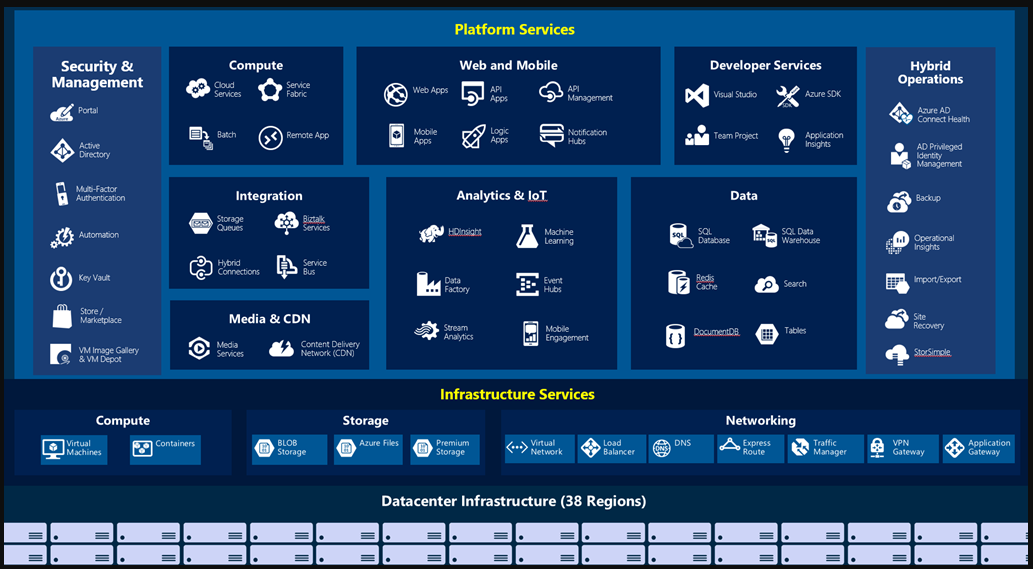 Platform Services
Security &
Management
Portal
Active
Directory
Multi-Factor
Authentication
Automation
Key Vault
Store /
Marketplace
VM Image Gallery
& VM Depot
Compute
Cloud
Services
Service
Fabric
Batch
Remote App
Web and Mobile
Web Apps
API
Apps
API
Management
Mobile
Apps
Logic
Apps
Notification
Hubs
Developer Services
Visual Studio
SDK
Azure SDK
Team Project
Application
Insights
Hybrid
Operations
Azure AD
Connect Health
AD Privileged
Identity
Management
Backup
Operational
Insights
Import/Export
Site
Recovery
StorSimple
Integration
Storage
Queues
Biztalk
Services
Hybrid
Connections
Service
Bus
Media & CDN
Media
Services
Content Delivery
Network (CDN)
Analytics & IoT
HDInsight
Machine
Learning
Data
Factory
Event
Hubs
Stream
Analytics
Mobile
Engagement
Data
SQL
SQL
Database
SQL
SQL Data
Warehouse
Redis
Cache
Search
DocumentDB
Tables
Infrastructure Services
Compute
Virtual
Machines
Containers
Storage
BLOB
Storage
Azure Files
Premium
Storage
Networking
Virtual
Network
Load
Balancer
DNS
DNS
Express
Route
Traffic
Manager
VPN
Gateway
Application
Gateway
Datacenter Infrastructure (38 Regions)